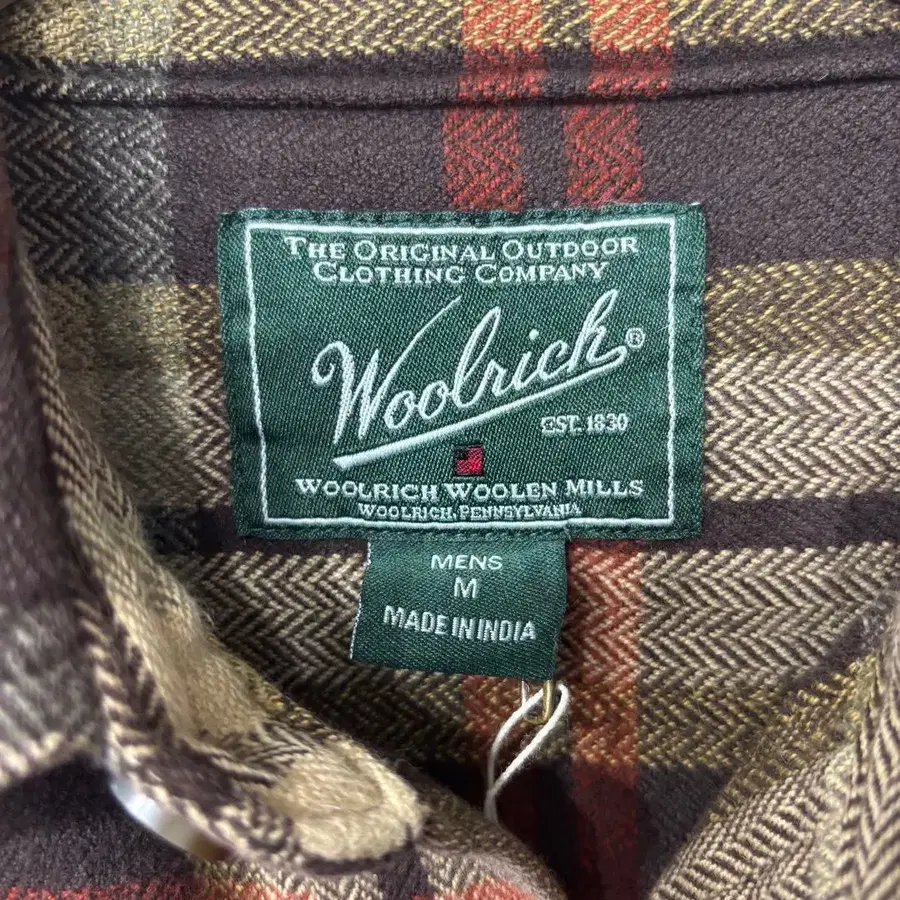 THE ORIGINAL OUTDOOR
CLOTHING COMPANY
Woolrich®
EST. 1830
WOOLRICH WOOLEN MILLS
WOOLRICH, PENNSYLVANIA
MENS
M
MADE IN INDIA